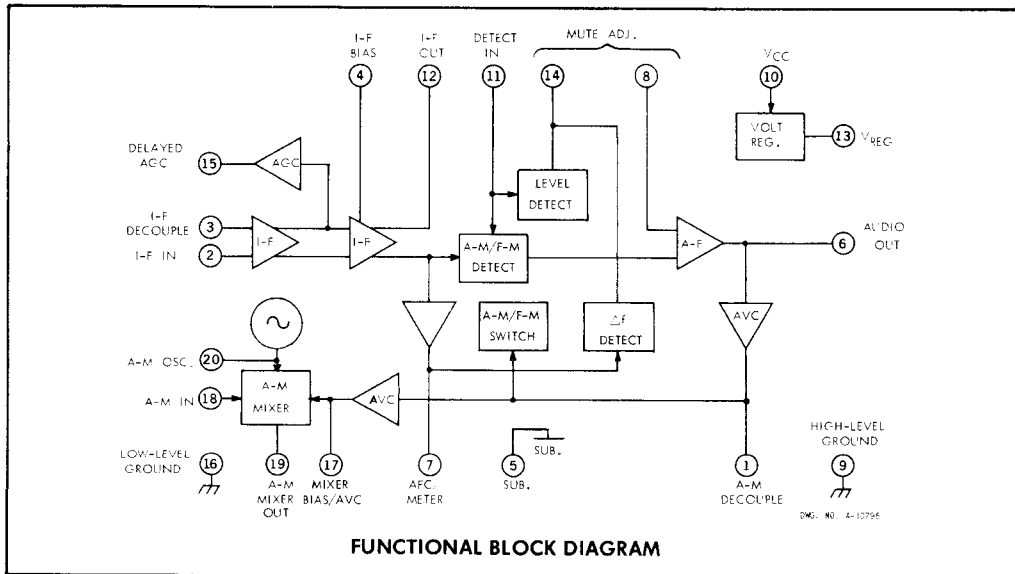 I-F
BIAS
4
I-F
OUT
12
DETECT
IN
11
MUTE ADJ.
14
8
VCC
10
VOLT
REG.
13 VREG
DELAYED
AGC
15
AGC
LEVEL
DETECT
I-F
DECOUPLE
3
I-F IN
2
I-F
I-F
A-M/F-M
DETECT
A-F
AUDIO
OUT
6
A-M/F-M
SWITCH
Δf
DETECT
AVC
A-M OSC.
20
A-M IN
18
A-M
MIXER
AVC
LOW-LEVEL
GROUND
16
19
A-M
MIXER
OUT
17
MIXER
BIAS/AVC
7
AFC/
METER
SUB.
5
SUB.
1
A-M
DECOUPLE
HIGH-LEVEL
GROUND
9
DWG. NO. A-10796
FUNCTIONAL BLOCK DIAGRAM